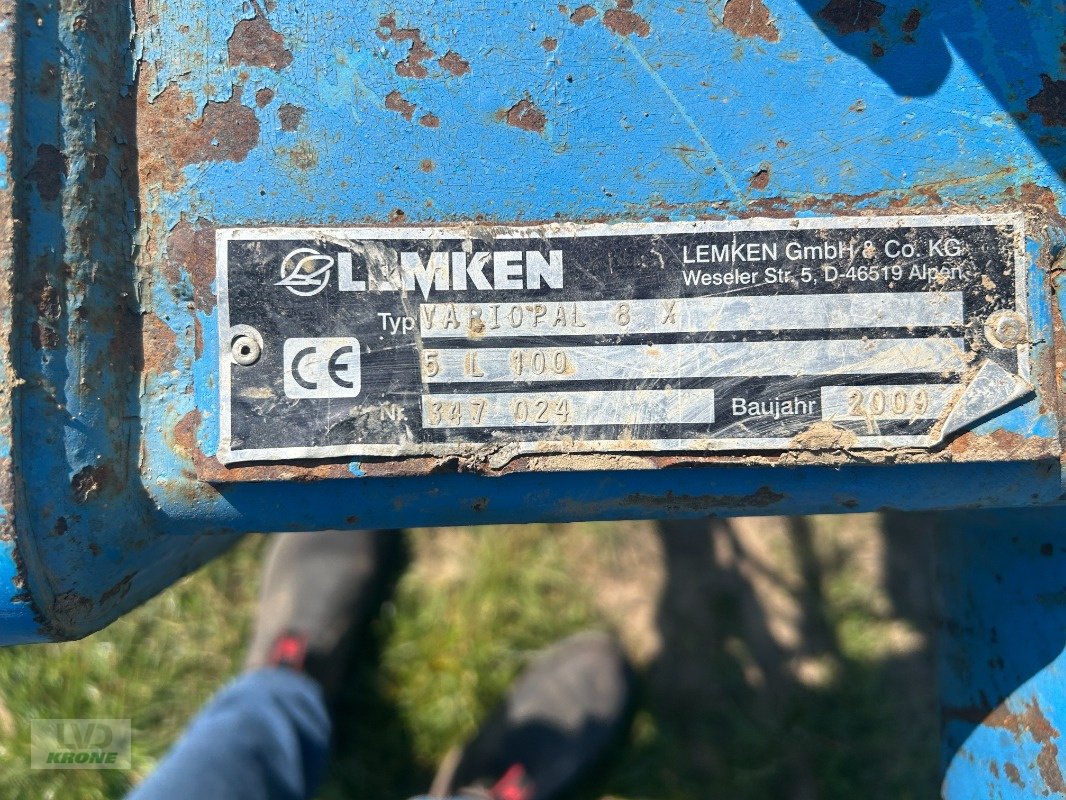 LEMKEN
LEMKEN GmbH & Co. KG
Weseler Str. 5, D-46519 Alpen
Typ VARIOPAL 8 X
5 L 100
CE
Nr. 347 024 Baujahr 2009
LVD
KRONE